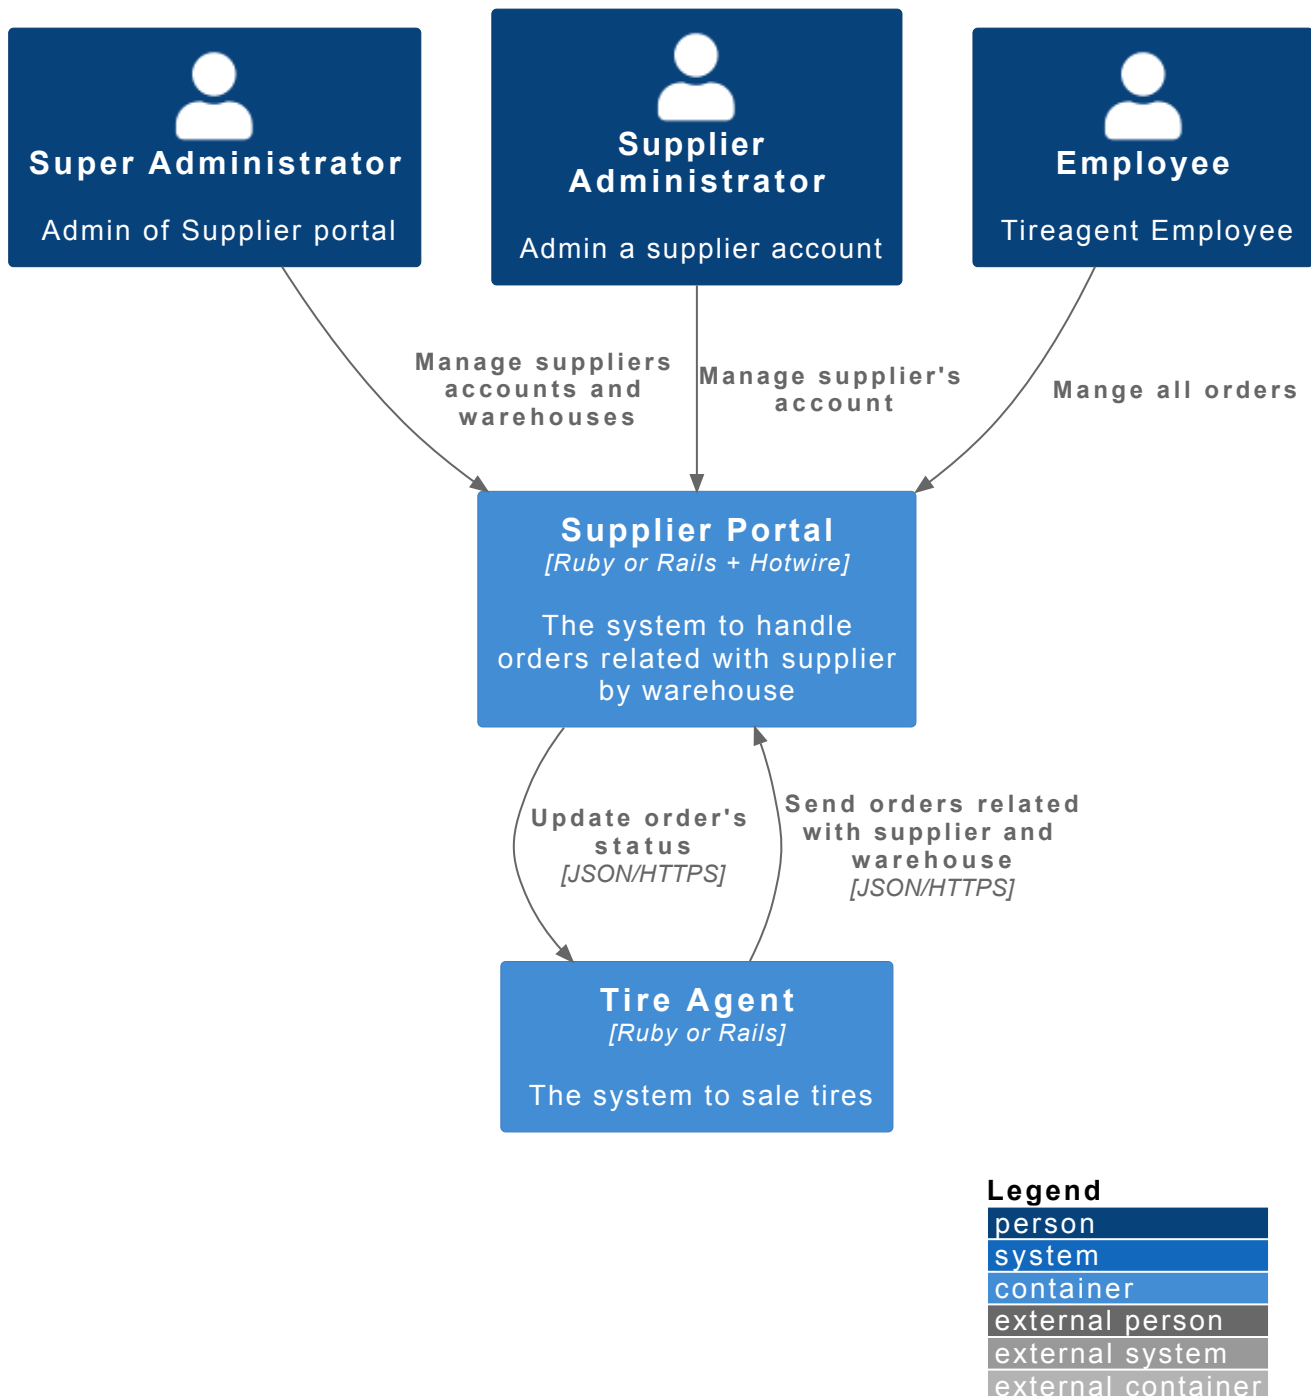 Super Administrator
Admin of Supplier portal
Supplier
Administrator
Admin a supplier account
Employee
Tireagent Employee
Manage suppliers
accounts and
warehouses
Manage supplier's
account
Mange all orders
Supplier Portal
[Ruby or Rails + Hotwire]
The system to handle
orders related with supplier
by warehouse
Update order's
status
[JSON/HTTPS]
Send orders related
with supplier and
warehouse
[JSON/HTTPS]
Tire Agent
[Ruby or Rails]
The system to sale tires
Legend
person
system
container
external person
external system
external container